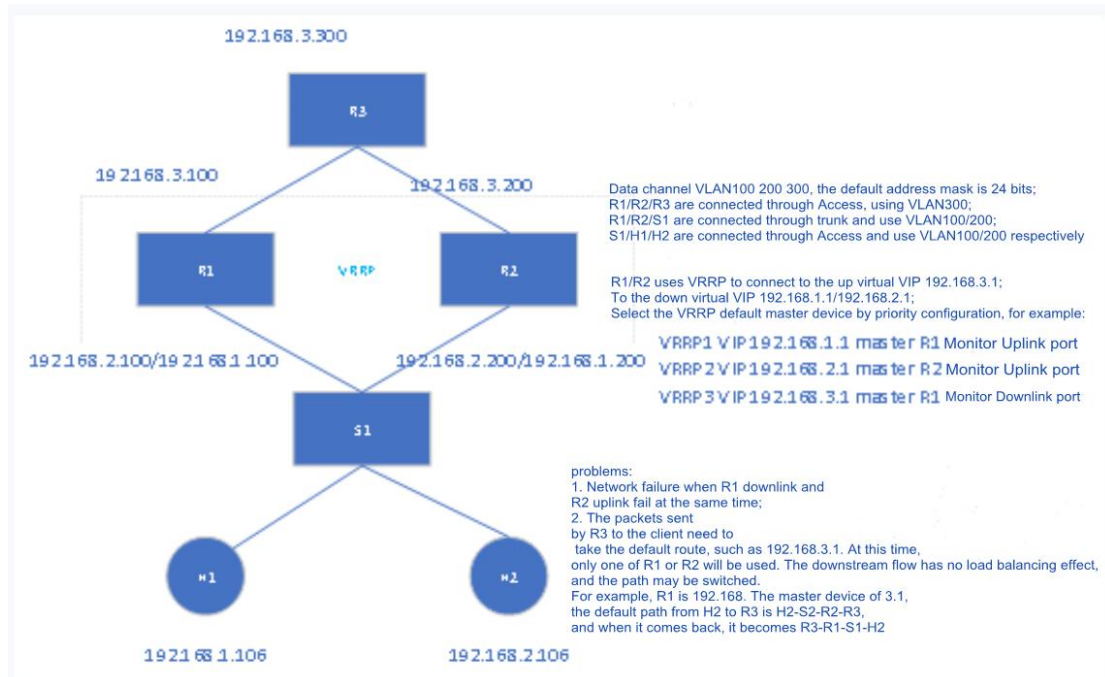 192.168.3.300
R3
192.168.3.100
192.168.3.200
Data channel VLAN100 200 300, the default address mask is 24 bits;
R1/R2/R3 are connected through Access, using VLAN300;
R1/R2/S1 are connected through trunk and use VLAN100/200;
S1/H1/H2 are connected through Access and use VLAN100/200 respectively
R1
VRRP
R2
R1/R2 uses VRRP to connect to the up virtual VIP 192.168.3.1;
To the down virtual VIP 192.168.1.1/192.168.2.1;
Select the VRRP default master device by priority configuration, for example:
VRRP1 VIP192.168.1.1 master R1 Monitor Uplink port
VRRP2 VIP192.168.2.1 master R2 Monitor Uplink port
VRRP3 VIP192.168.3.1 master R1 Monitor Downlink port
192.168.2.100/192.168.1.100
192.168.2.200/192.168.1.200
S1
problems:
1. Network failure when R1 downlink and
R2 uplink fail at the same time;
2. The packets sent
by R3 to the client need to
take the default route, such as 192.168.3.1. At this time,
only one of R1 or R2 will be used. The downstream flow has no load balancing effect,
and the path may be switched.
For example, R1 is 192.168. The master device of 3.1,
the default path from H2 to R3 is H2-S2-R2-R3,
and when it comes back, it becomes R3-R1-S1-H2
H1
H2
192.168.1.106
192.168.2.106